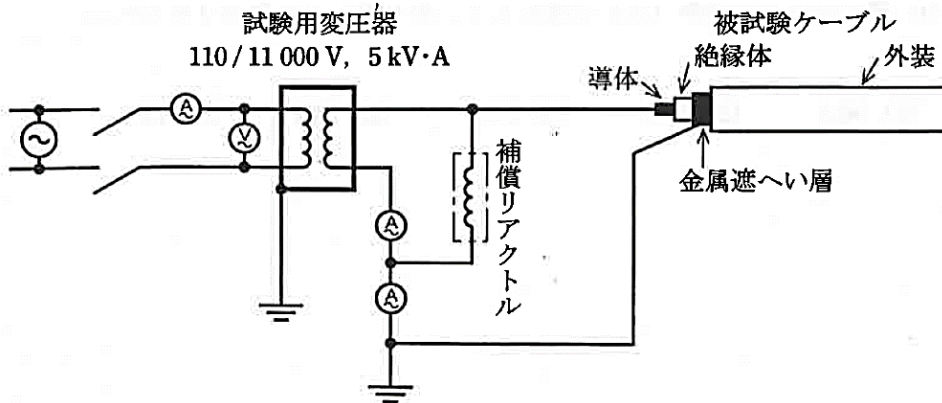 試験用変圧器
110/11 000 V, 5 kV·A
被試験ケーブル
絶縁体
導体
外装
金属遮へい層
補償リアクトル
A
V
A
A